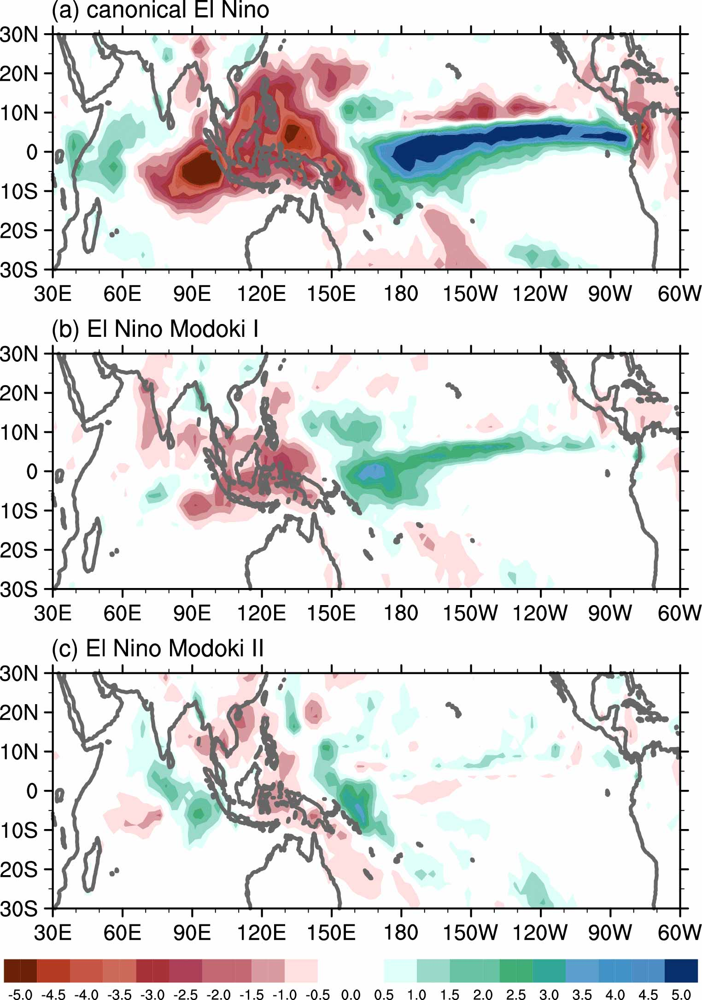 (a) canonical El Nino
30N
20N
10N
0
10S
20S
30S
30E 60E 90E 120E 150E 180 150W 120W 90W 60W
(b) El Nino Modoki I
30N
20N
10N
0
10S
20S
30S
30E 60E 90E 120E 150E 180 150W 120W 90W 60W
(c) El Nino Modoki II
30N
20N
10N
0
10S
20S
30S
30E 60E 90E 120E 150E 180 150W 120W 90W 60W
-5.0 -4.5 -4.0 -3.5 -3.0 -2.5 -2.0 -1.5 -1.0 -0.5 0.0 0.5 1.0 1.5 2.0 2.5 3.0 3.5 4.0 4.5 5.0